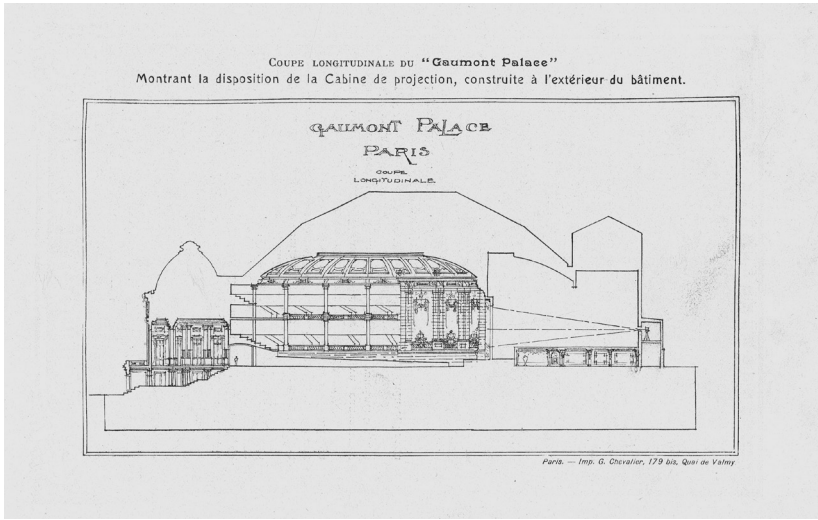 COUPE LONGITUDINALE DU "Gaumont Palace"
Montrant la disposition de la Cabine de projection, construite à l'extérieur du bâtiment.
GAUMONT PALACE
PARIS
COUPE
LONGITUDINALE
Paris. — Imp. G. Chevalier, 179 bis, Quai de Valmy